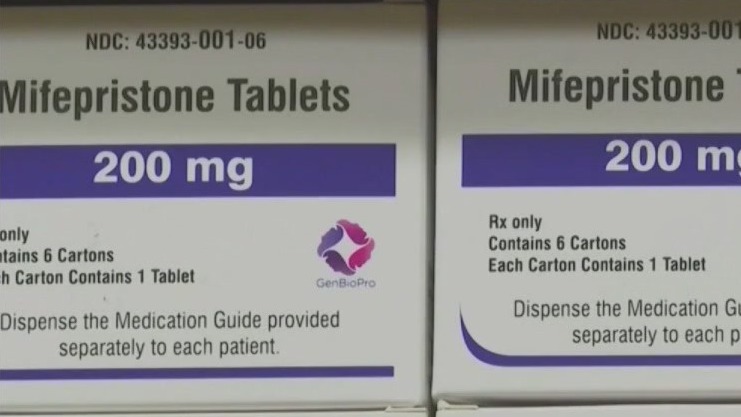 NDC: 43393-001-06
Mifepristone Tablets
200 mg
only
tains 6 Cartons
h Carton Contains 1 Tablet
GenBioPro
Dispense the Medication Guide provided
separately to each patient.
NDC: 43393-001
Mifepristone
200 mg
Rx only
Contains 6 Cartons
Each Carton Contains 1 Tablet
Dispense the Medication Gu
separately to each p